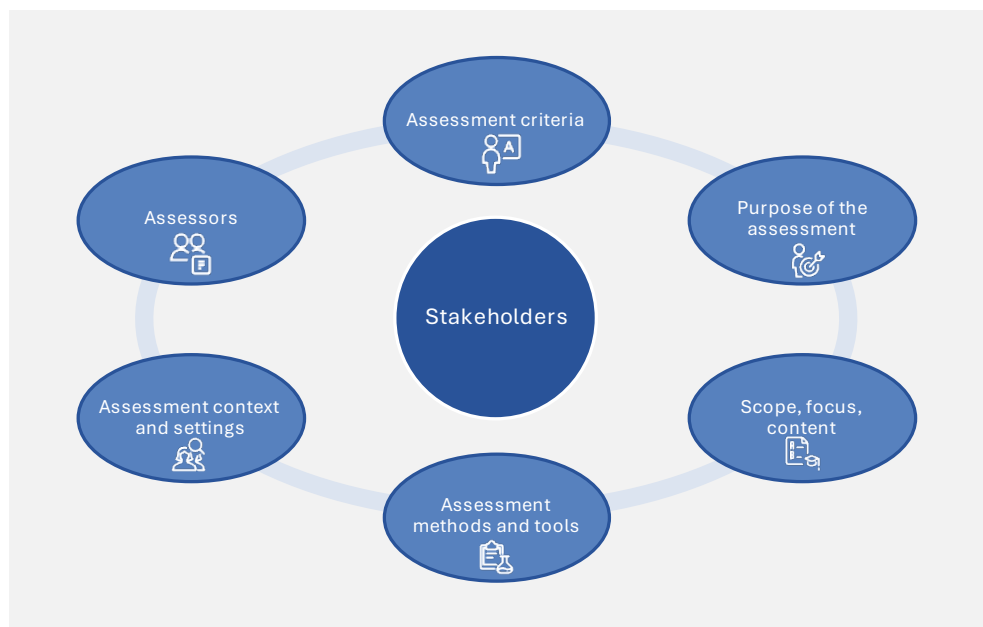 Assessment criteria
A
Assessors
F
Purpose of the
assessment
Stakeholders
Assessment context
and settings
Scope, focus,
content
Assessment
methods and tools